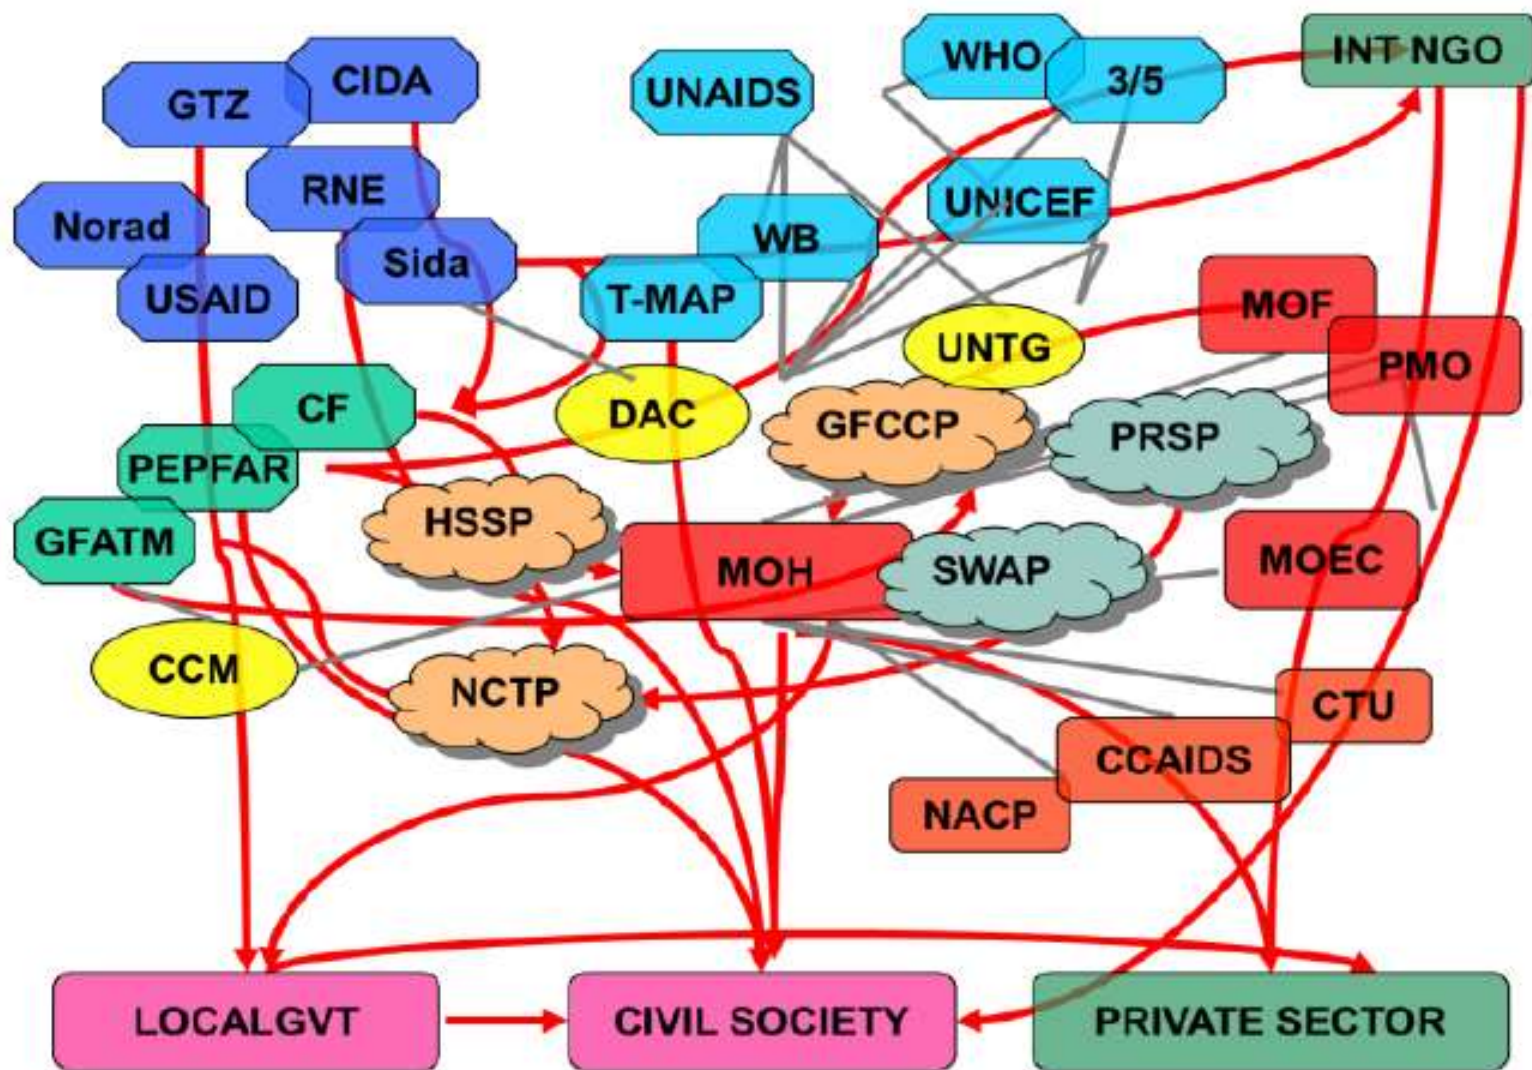 WHO
INT NGO
CIDA
3/5
UNAIDS
GTZ
RNE
UNICEF
Norad
WB
Sida
USAID
T-MAP
MOF
UNTG
PMO
CF
DAC
GFCCP
PRSP
PEPFAR
HSSP
GFATM
MOH
SWAP
MOEC
CCM
NCTP
CTU
CCAIDS
NACP
LOCALGVT
CIVIL SOCIETY
PRIVATE SECTOR